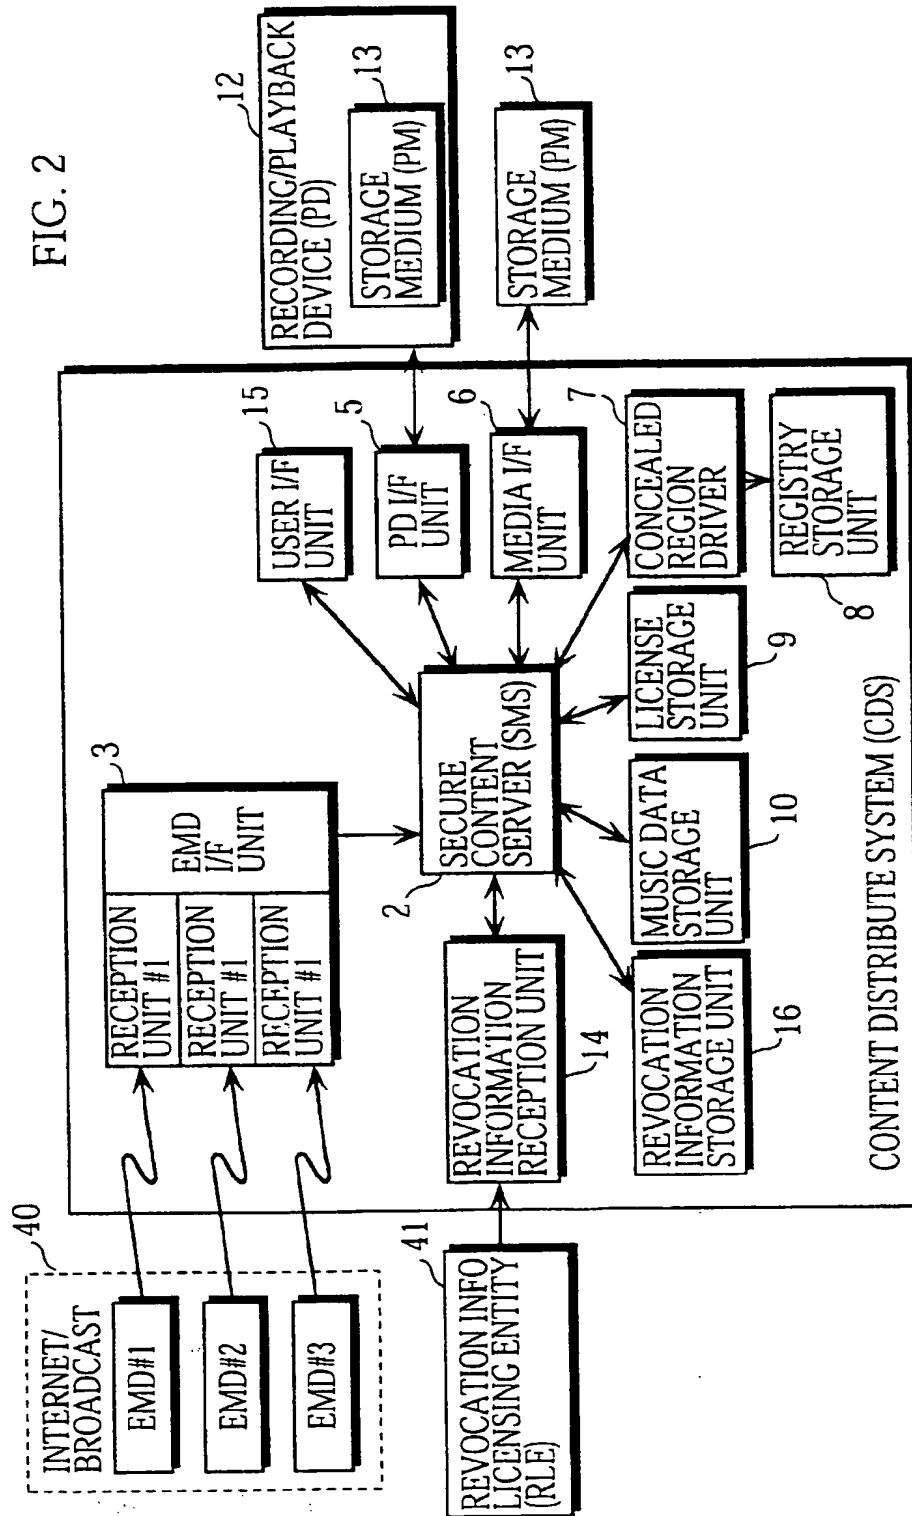 FIG. 2
40
INTERNET/
BROADCAST
EMD#1
EMD#2
EMD#3
41
REVOCATION INFO
LICENSING ENTITY
(RLE)
3
RECEPTION
UNIT #1
RECEPTION
UNIT #1
RECEPTION
UNIT #1
EMD
I/F
UNIT
2
SECURE
CONTENT
SERVER (SMS)
REVOCATION
INFORMATION
RECEPTION UNIT
14
REVOCATION
INFORMATION
STORAGE UNIT
16
MUSIC DATA
STORAGE
UNIT
10
LICENSE
STORAGE
UNIT
9
15
USER I/F
UNIT
5
PD I/F
UNIT
6
MEDIA I/F
UNIT
7
CONCEALED
REGION
DRIVER
REGISTRY
STORAGE
UNIT
8
CONTENT DISTRIBUTE SYSTEM (CDS)
12
RECORDING/PLAYBACK
DEVICE (PD)
13
STORAGE
MEDIUM (PM)
13
STORAGE
MEDIUM (PM)